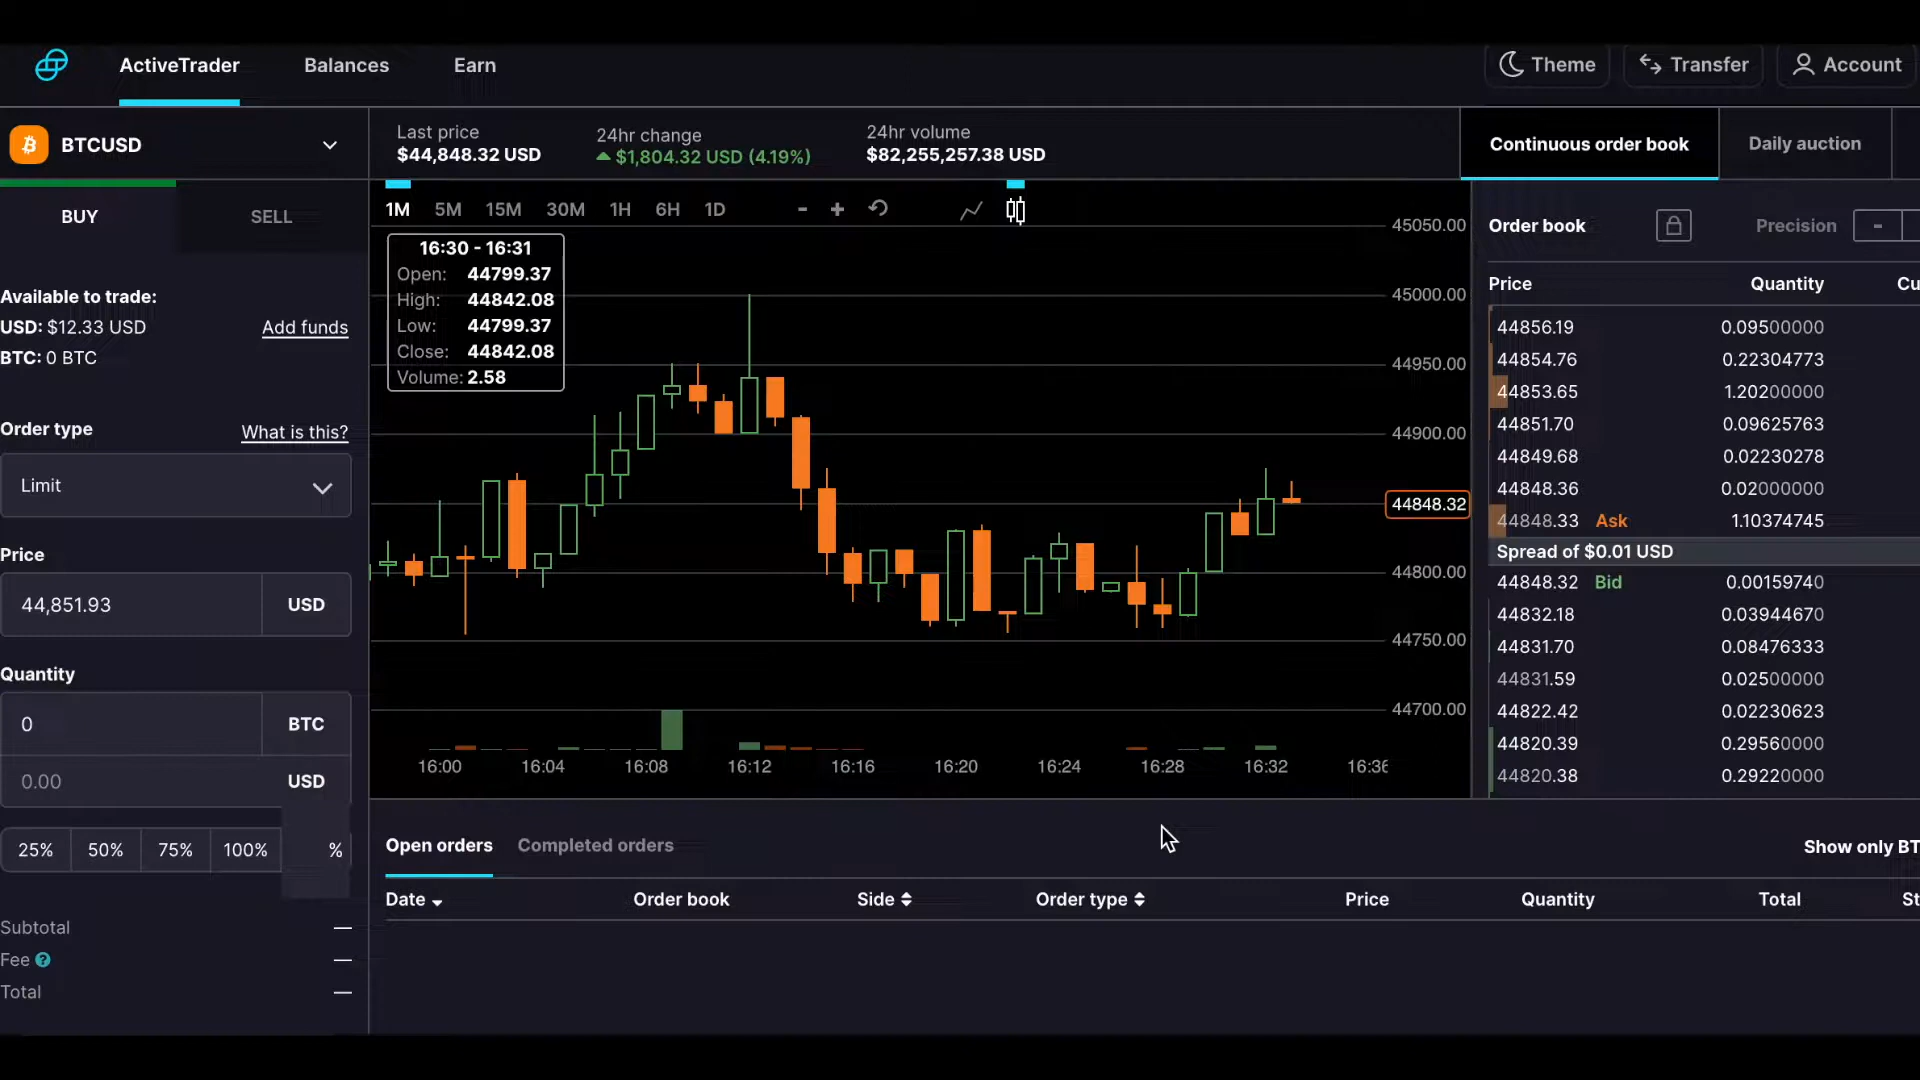 ActiveTrader Balances Earn Theme Transfer Account
BTCUSD
Last price
$44,848.32 USD
24hr change
$1,804.32 USD (4.19%)
24hr volume
$82,255,257.38 USD
Continuous order book Daily auction
BUY SELL
Available to trade:
USD: $12.33 USD Add funds
BTC: 0 BTC
Order type What is this?
Limit
Price
44,851.93 USD
Quantity
0 BTC
0.00 USD
25% 50% 75% 100% %
Subtotal —
Fee ? —
Total —
1M 5M 15M 30M 1H 6H 1D - +
16:30 - 16:31
Open: 44799.37
High: 44842.08
Low: 44799.37
Close: 44842.08
Volume: 2.58
45050.00
45000.00
44950.00
44900.00
44848.32
44800.00
44750.00
44700.00
16:00 16:04 16:08 16:12 16:16 16:20 16:24 16:28 16:32 16:36
Order book Precision -
Price Quantity Cu
44856.19 0.09500000
44854.76 0.22304773
44853.65 1.20200000
44851.70 0.09625763
44849.68 0.02230278
44848.36 0.02000000
44848.33 Ask 1.10374745
Spread of $0.01 USD
44848.32 Bid 0.00159740
44832.18 0.03944670
44831.70 0.08476333
44831.59 0.02500000
44822.42 0.02230623
44820.39 0.29560000
44820.38 0.29220000
Open orders Completed orders Show only BT
Date Order book Side Order type Price Quantity Total St